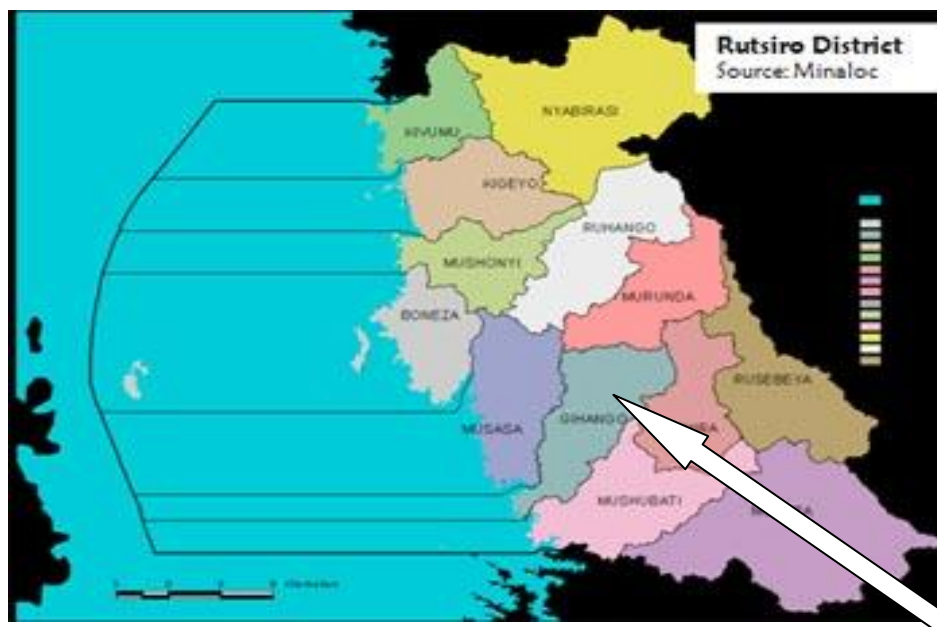 Rutsiro District
Source: Minaloc
NYABIRASI
KIVUMU
KIGEYO
RUHANGO
MUSHONYI
MURUNDA
BONEZA
RUSEBEYA
MUSASA
GIHANGO
MUSHUBATI